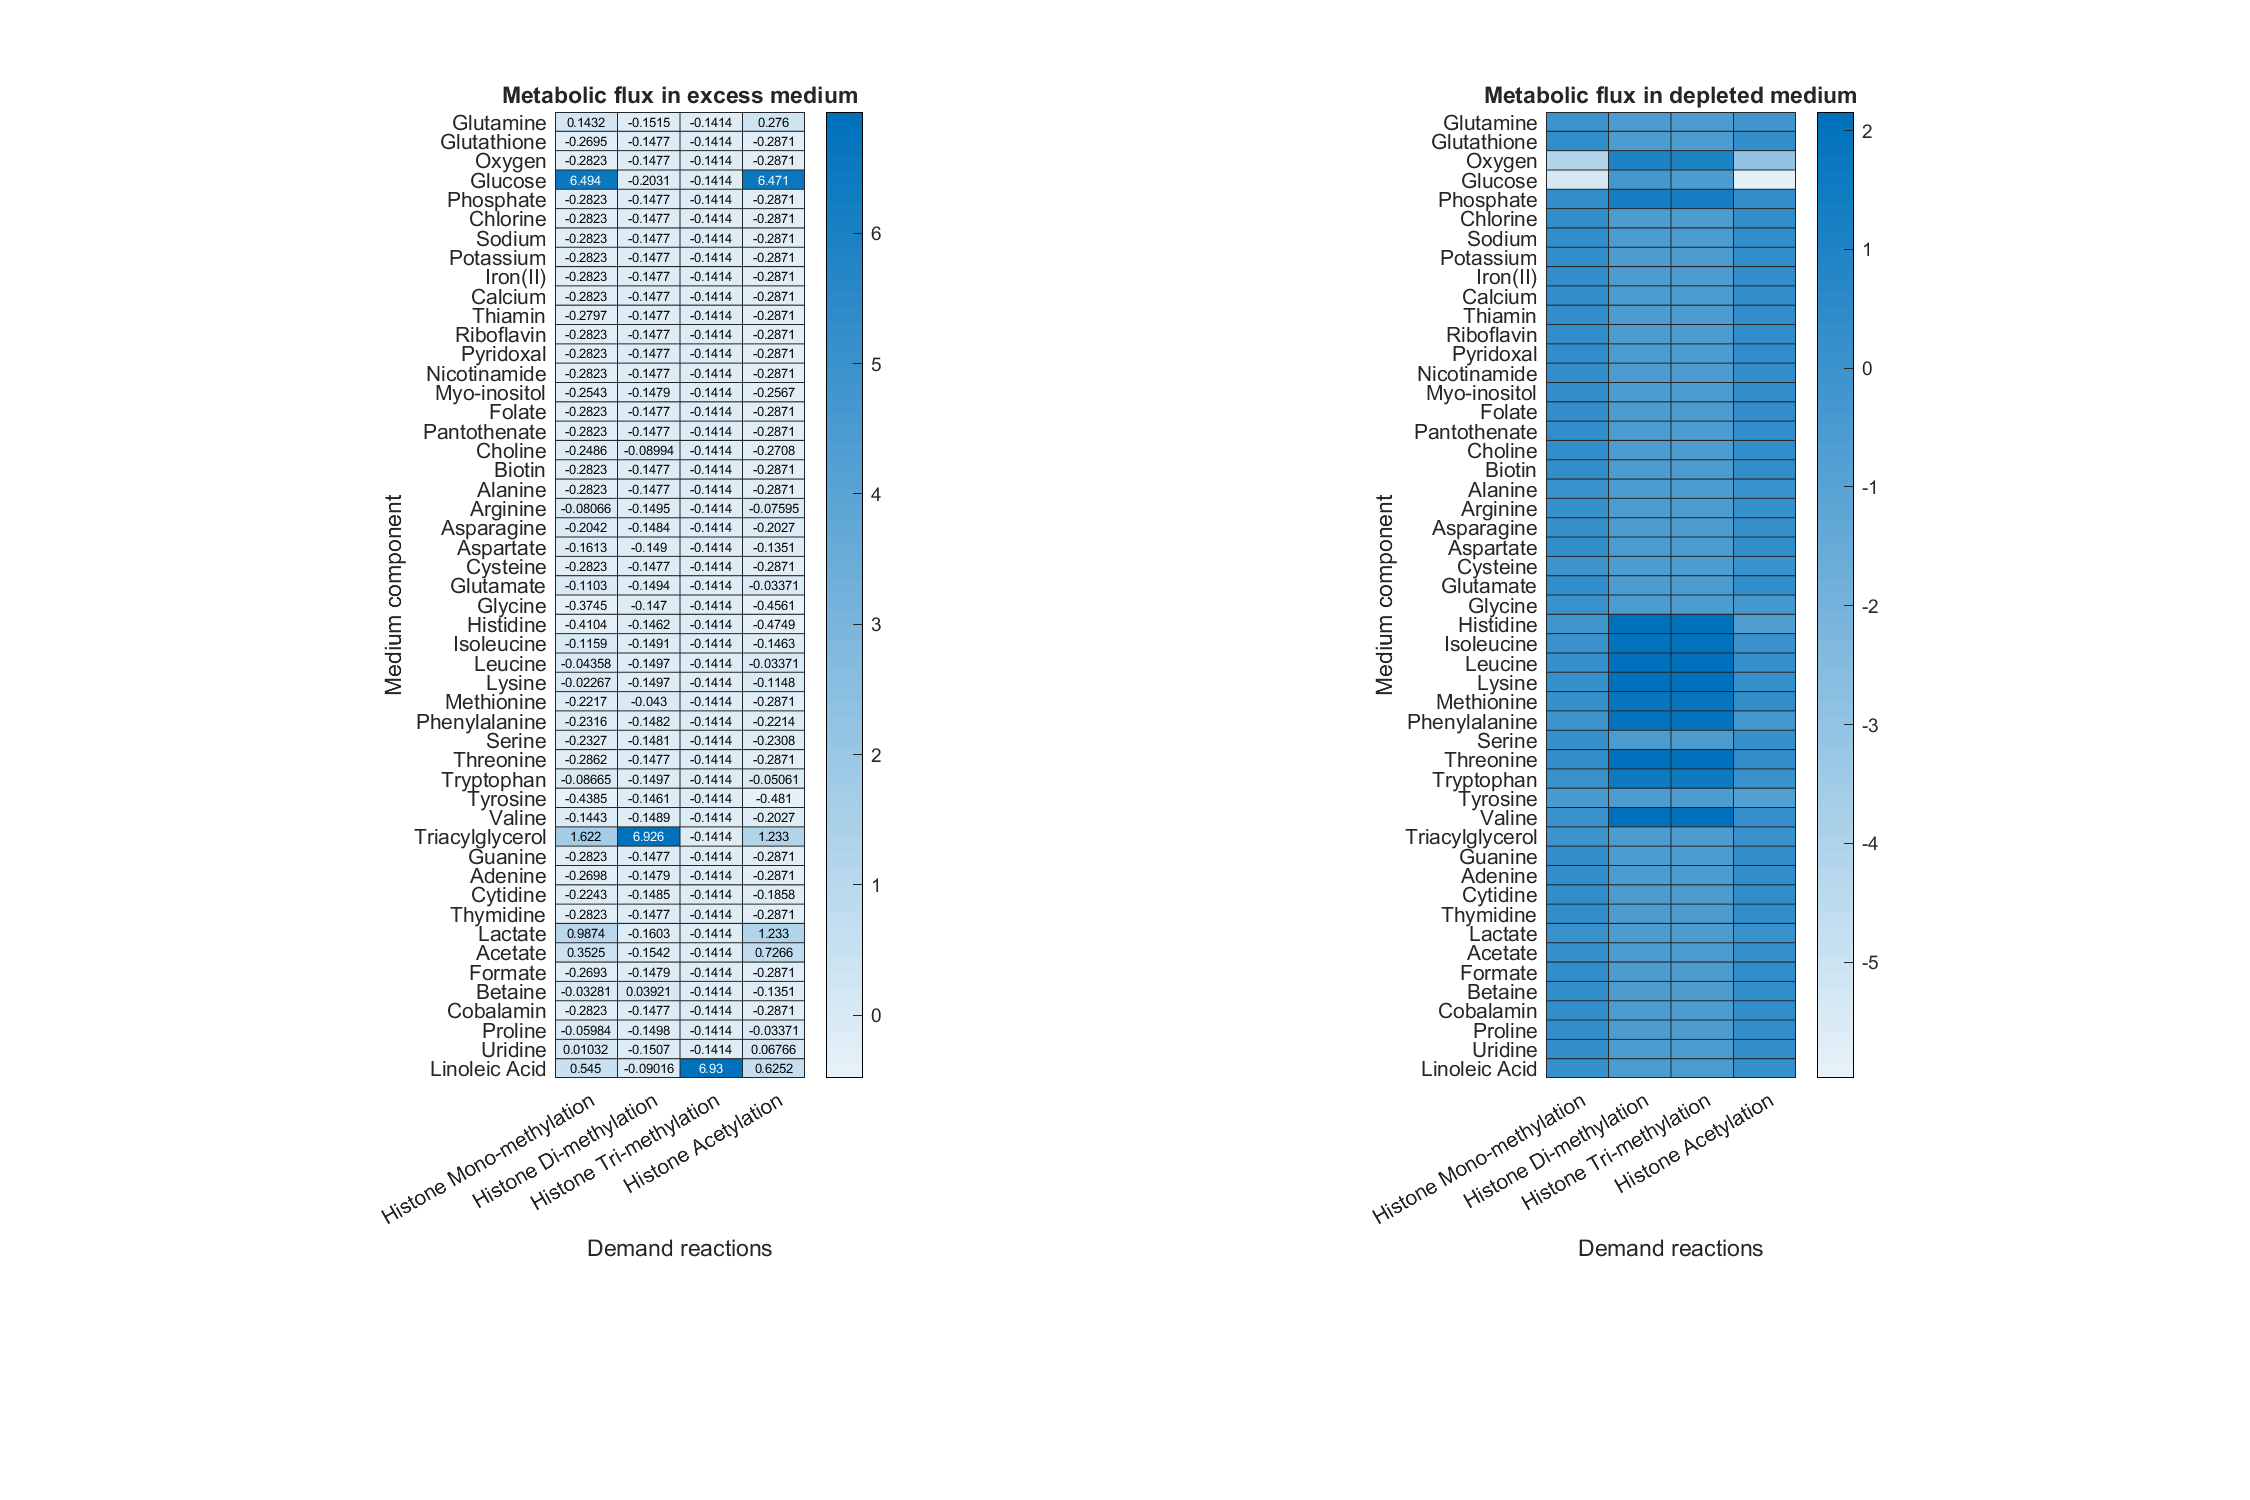 Metabolic flux in excess medium
Glutamine 0.1432 -0.1515 -0.1414 0.276
Glutathione -0.2695 -0.1477 -0.1414 -0.2871
Oxygen -0.2823 -0.1477 -0.1414 -0.2871
Glucose 6.494 -0.2031 -0.1414 6.471
Phosphate -0.2823 -0.1477 -0.1414 -0.2871
Chlorine -0.2823 -0.1477 -0.1414 -0.2871
Sodium -0.2823 -0.1477 -0.1414 -0.2871
Potassium -0.2823 -0.1477 -0.1414 -0.2871
Iron(II) -0.2823 -0.1477 -0.1414 -0.2871
Calcium -0.2823 -0.1477 -0.1414 -0.2871
Thiamin -0.2797 -0.1477 -0.1414 -0.2871
Riboflavin -0.2823 -0.1477 -0.1414 -0.2871
Pyridoxal -0.2823 -0.1477 -0.1414 -0.2871
Nicotinamide -0.2823 -0.1477 -0.1414 -0.2871
Myo-inositol -0.2543 -0.1479 -0.1414 -0.2567
Folate -0.2823 -0.1477 -0.1414 -0.2871
Pantothenate -0.2823 -0.1477 -0.1414 -0.2871
Choline -0.2486 -0.08994 -0.1414 -0.2708
Biotin -0.2823 -0.1477 -0.1414 -0.2871
Alanine -0.2823 -0.1477 -0.1414 -0.2871
Arginine -0.08066 -0.1495 -0.1414 -0.07595
Asparagine -0.2042 -0.1484 -0.1414 -0.2027
Aspartate -0.1613 -0.149 -0.1414 -0.1351
Cysteine -0.2823 -0.1477 -0.1414 -0.2871
Glutamate -0.1103 -0.1494 -0.1414 -0.03371
Glycine -0.3745 -0.147 -0.1414 -0.4561
Histidine -0.4104 -0.1462 -0.1414 -0.4749
Isoleucine -0.1159 -0.1491 -0.1414 -0.1463
Leucine -0.04358 -0.1497 -0.1414 -0.03371
Lysine -0.02267 -0.1497 -0.1414 -0.1148
Methionine -0.2217 -0.043 -0.1414 -0.2871
Phenylalanine -0.2316 -0.1482 -0.1414 -0.2214
Serine -0.2327 -0.1481 -0.1414 -0.2308
Threonine -0.2862 -0.1477 -0.1414 -0.2871
Tryptophan -0.08665 -0.1497 -0.1414 -0.05061
Tyrosine -0.4385 -0.1461 -0.1414 -0.481
Valine -0.1443 -0.1489 -0.1414 -0.2027
Triacylglycerol 1.622 6.926 -0.1414 1.233
Guanine -0.2823 -0.1477 -0.1414 -0.2871
Adenine -0.2698 -0.1479 -0.1414 -0.2871
Cytidine -0.2243 -0.1485 -0.1414 -0.1858
Thymidine -0.2823 -0.1477 -0.1414 -0.2871
Lactate 0.9874 -0.1603 -0.1414 1.233
Acetate 0.3525 -0.1542 -0.1414 0.7266
Formate -0.2693 -0.1479 -0.1414 -0.2871
Betaine -0.03281 0.03921 -0.1414 -0.1351
Cobalamin -0.2823 -0.1477 -0.1414 -0.2871
Proline -0.05984 -0.1498 -0.1414 -0.03371
Uridine 0.01032 -0.1507 -0.1414 0.06766
Linoleic Acid 0.545 -0.09016 6.93 0.6252
Medium component
6
5
4
3
2
1
0
Histone Mono-methylation
Histone Di-methylation
Histone Tri-methylation
Histone Acetylation
Demand reactions
Metabolic flux in depleted medium
Glutamine
Glutathione
Oxygen
Glucose
Phosphate
Chlorine
Sodium
Potassium
Iron(II)
Calcium
Thiamin
Riboflavin
Pyridoxal
Nicotinamide
Myo-inositol
Folate
Pantothenate
Choline
Biotin
Alanine
Arginine
Asparagine
Aspartate
Cysteine
Glutamate
Glycine
Histidine
Isoleucine
Leucine
Lysine
Methionine
Phenylalanine
Serine
Threonine
Tryptophan
Tyrosine
Valine
Triacylglycerol
Guanine
Adenine
Cytidine
Thymidine
Lactate
Acetate
Formate
Betaine
Cobalamin
Proline
Uridine
Linoleic Acid
Medium component
2
1
0
-1
-2
-3
-4
-5
Histone Mono-methylation
Histone Di-methylation
Histone Tri-methylation
Histone Acetylation
Demand reactions